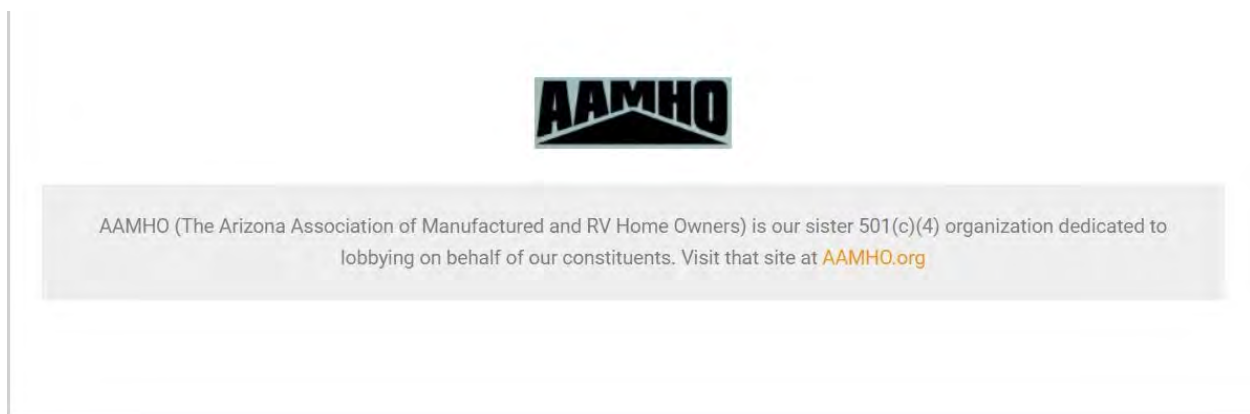 AAMHO
AAMHO (The Arizona Association of Manufactured and RV Home Owners) is our sister 501(c)(4) organization dedicated to
lobbying on behalf of our constituents. Visit that site at AAMHO.org